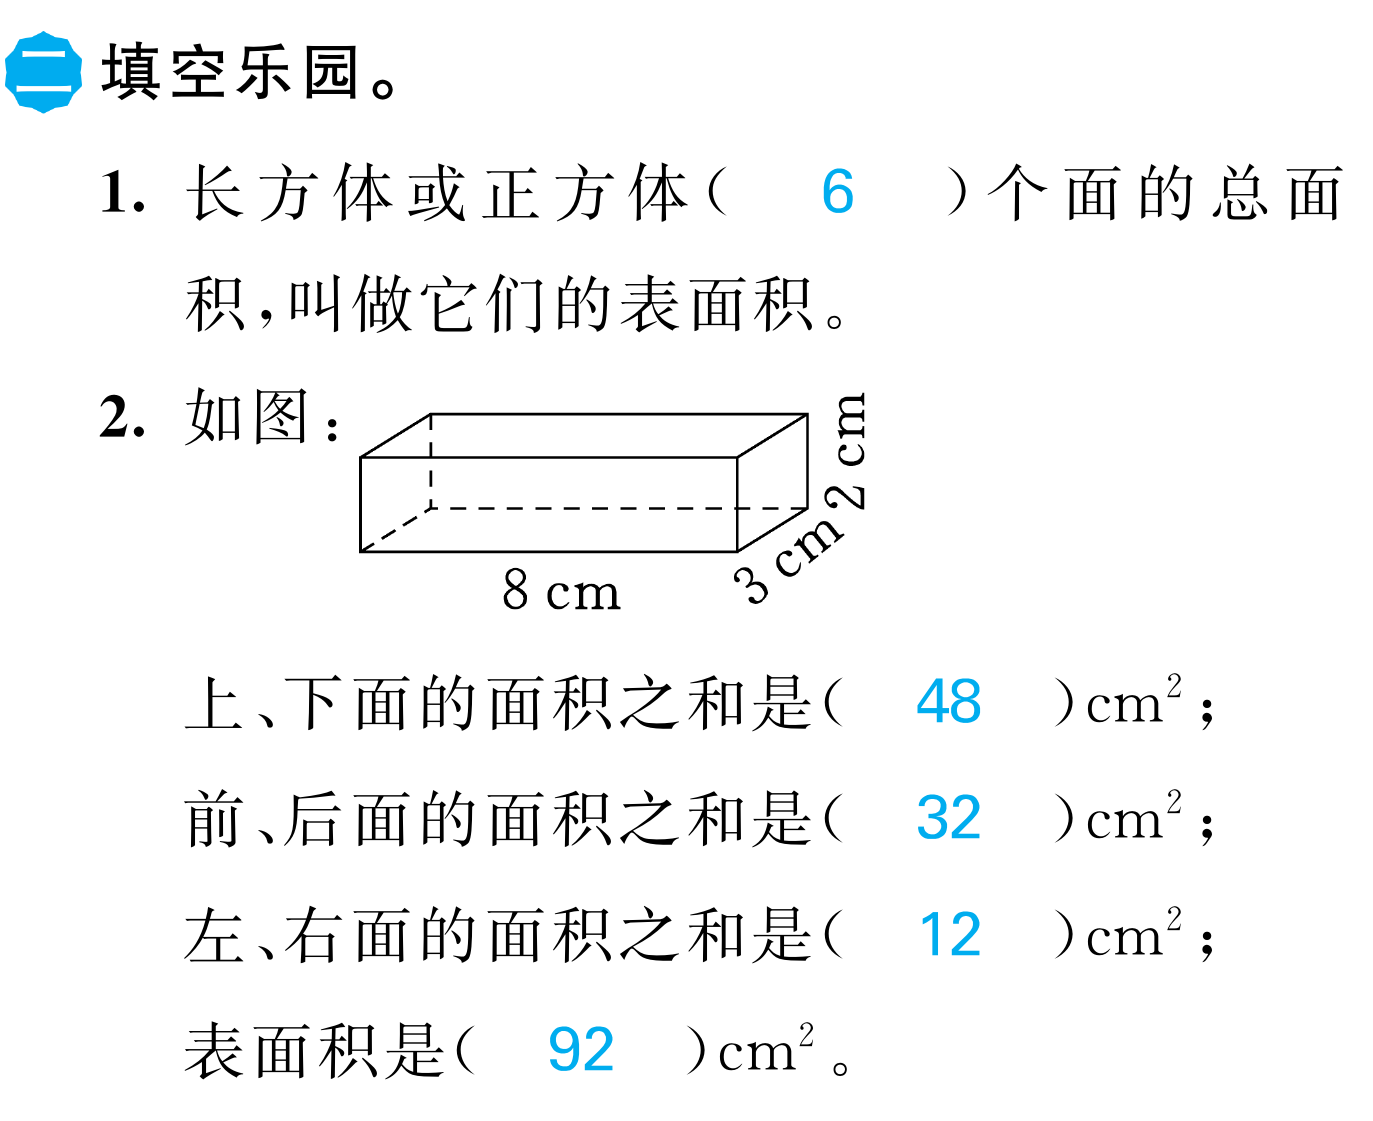 二 填空乐园。
1. 长方体或正方体( 6 )个面的总面
积,叫做它们的表面积。
2. 如图:
2 cm
3 cm
8 cm
上、下面的面积之和是( 48 )cm²;
前、后面的面积之和是( 32 )cm²;
左、右面的面积之和是( 12 )cm²;
表面积是( 92 )cm²。